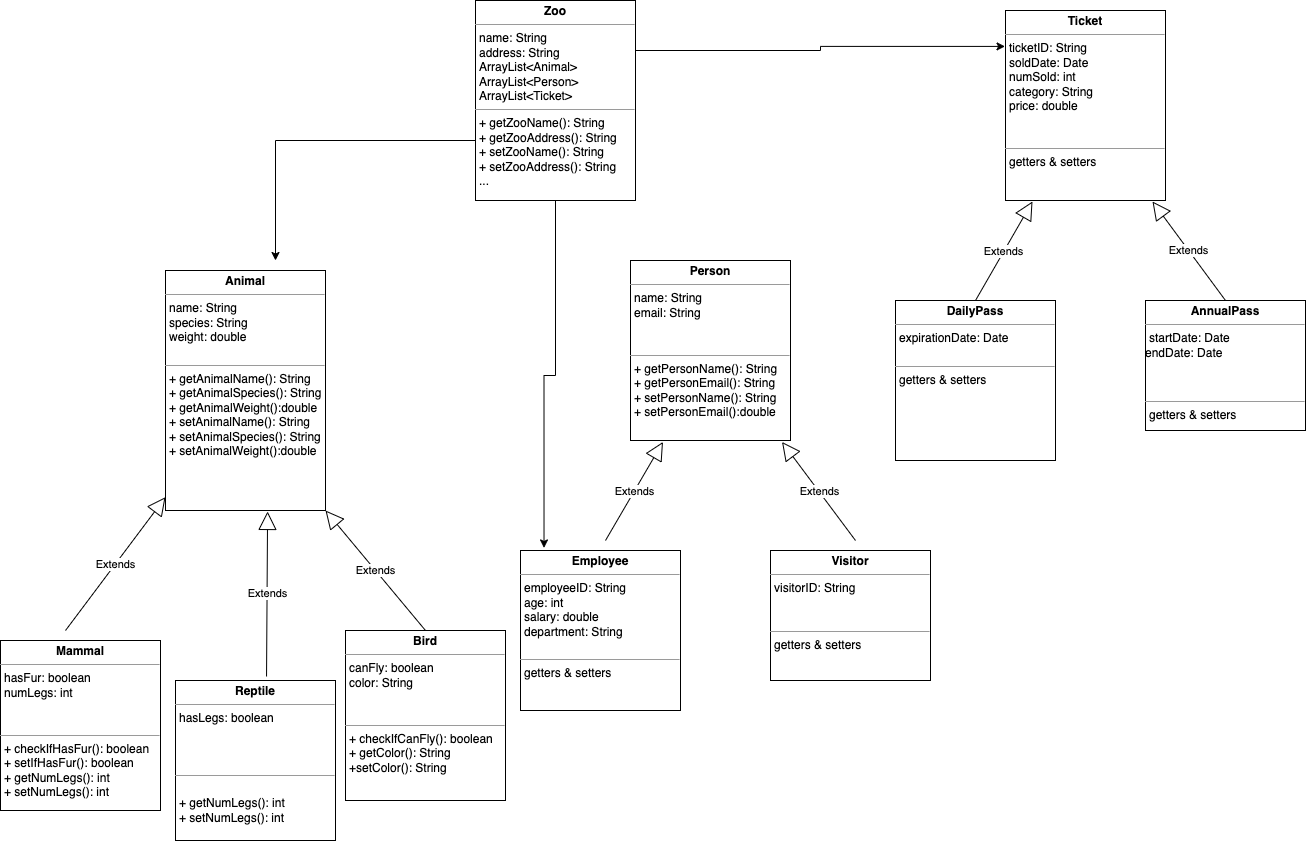 Zoo
name: String
address: String
ArrayList<Animal>
ArrayList<Person>
ArrayList<Ticket>
+ getZooName(): String
+ getZooAddress(): String
+ setZooName(): String
+ setZooAddress(): String
...
Ticket
ticketID: String
soldDate: Date
numSold: int
category: String
price: double
getters & setters
Extends
Extends
Animal
name: String
species: String
weight: double
+ getAnimalName(): String
+ getAnimalSpecies(): String
+ getAnimalWeight():double
+ setAnimalName(): String
+ setAnimalSpecies(): String
+ setAnimalWeight():double
Person
name: String
email: String
+ getPersonName(): String
+ getPersonEmail(): String
+ setPersonName(): String
+ setPersonEmail():double
DailyPass
expirationDate: Date
getters & setters
AnnualPass
startDate: Date
endDate: Date
getters & setters
Extends
Extends
Extends
Extends
Extends
Employee
employeeID: String
age: int
salary: double
department: String
getters & setters
Visitor
visitorID: String
getters & setters
Mammal
hasFur: boolean
numLegs: int
+ checkIfHasFur(): boolean
+ setIfHasFur(): boolean
+ getNumLegs(): int
+ setNumLegs(): int
Reptile
hasLegs: boolean
+ getNumLegs(): int
+ setNumLegs(): int
Bird
canFly: boolean
color: String
+ checkIfCanFly(): boolean
+ getColor(): String
+setColor(): String